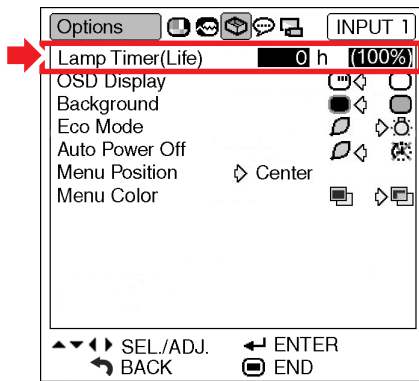 Options INPUT 1
Lamp Timer(Life) 0 h (100%)
OSD Display
Background
Eco Mode
Auto Power Off
Menu Position Center
Menu Color
SEL./ADJ. ENTER
BACK END